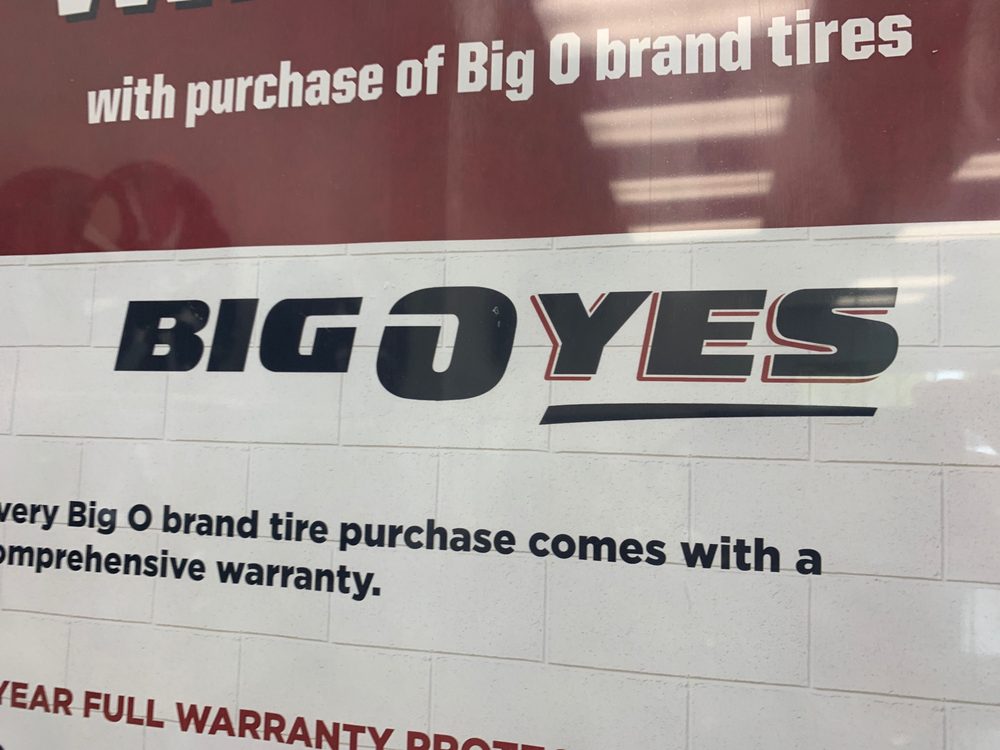 with purchase of Big O brand tires
BIG O YES
very Big O brand tire purchase comes with a
omprehensive warranty.
YEAR FULL WARRANTY